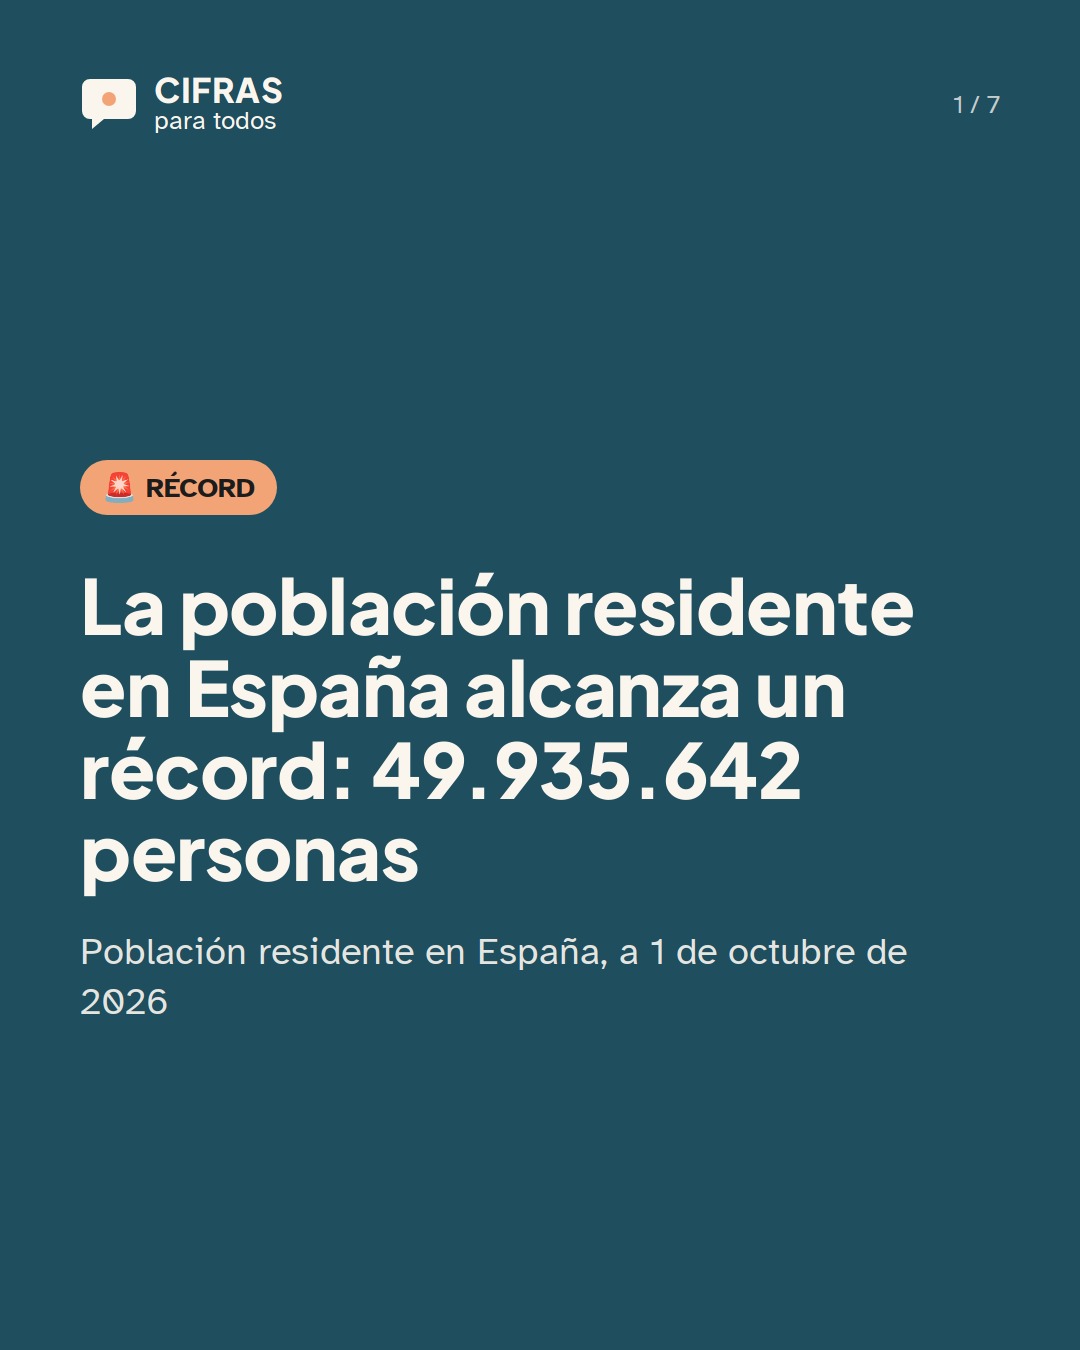 CIFRAS
para todos
1 / 7
🚨 RÉCORD
La población residente
en España alcanza un
récord: 49.935.642
personas
Población residente en España, a 1 de octubre de
2026